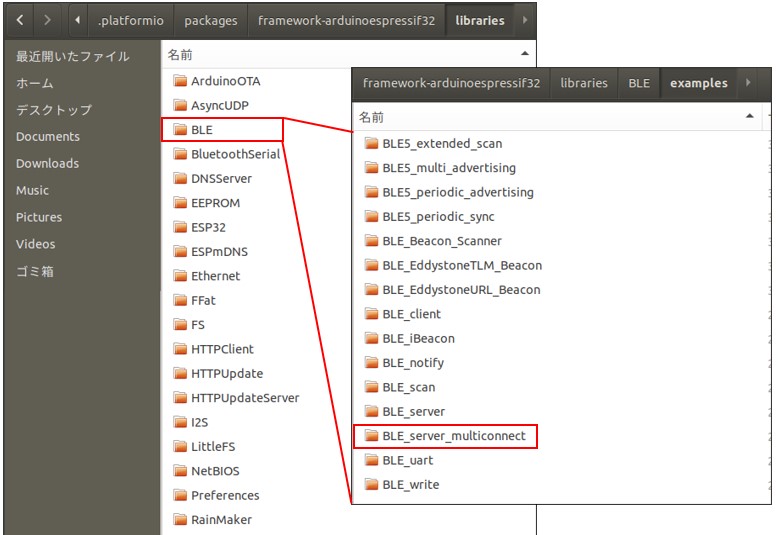 .platformio
packages
framework-arduinoespressif32
libraries
最近開いたファイル
ホーム
デスクトップ
Documents
Downloads
Music
Pictures
Videos
ゴミ箱
名前
ArduinoOTA
AsyncUDP
BLE
BluetoothSerial
DNSServer
EEPROM
ESP32
ESPmDNS
Ethernet
FFat
FS
HTTPClient
HTTPUpdate
HTTPUpdateServer
I2S
LittleFS
NetBIOS
Preferences
RainMaker
framework-arduinoespressif32
libraries
BLE
examples
名前
BLE5_extended_scan
BLE5_multi_advertising
BLE5_periodic_advertising
BLE5_periodic_sync
BLE_Beacon_Scanner
BLE_EddystoneTLM_Beacon
BLE_EddystoneURL_Beacon
BLE_client
BLE_iBeacon
BLE_notify
BLE_scan
BLE_server
BLE_server_multiconnect
BLE_uart
BLE_write